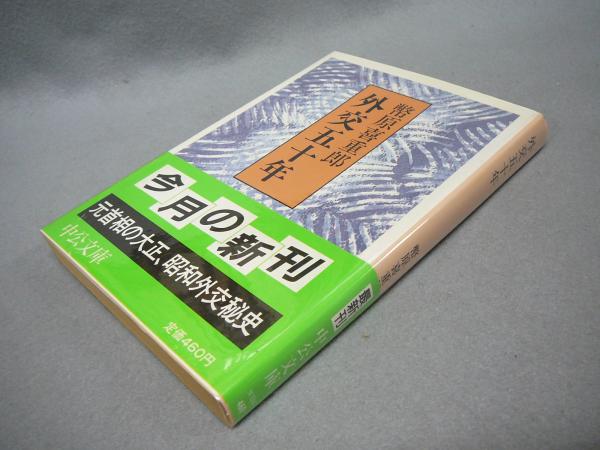 幣原喜重郎
外交五十年
今月の新刊
元首相の大正、昭和外交秘史
中公文庫
定価460円
外交五十年
幣原喜重
最新刊
中公文庫